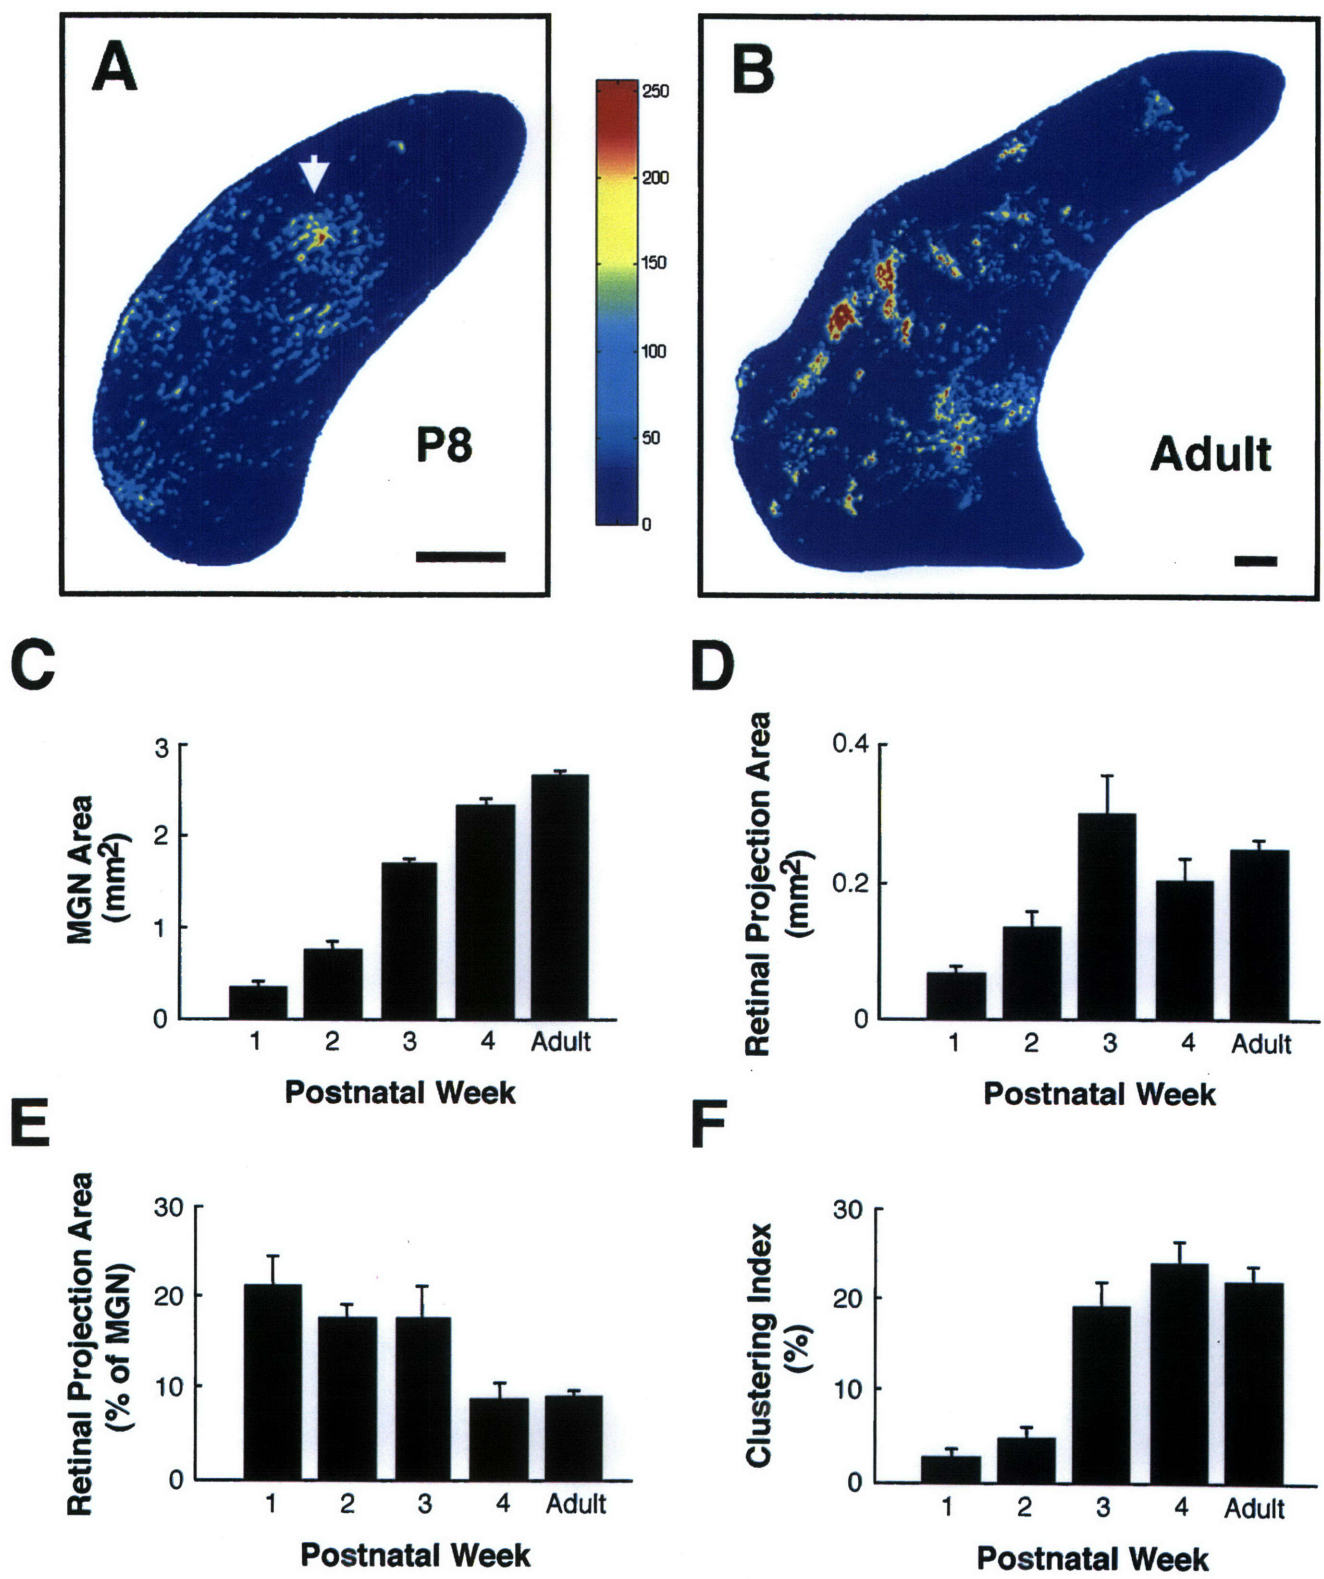 A
B
250
200
150
100
50
0
P8
Adult
C
D
MGN Area
(mm2)
3
2
1
0
1 2 3 4 Adult
Postnatal Week
Retinal Projection Area
(mm2)
0.4
0.2
0
1 2 3 4 Adult
Postnatal Week
E
F
Retinal Projection Area
(% of MGN)
30
20
10
0
1 2 3 4 Adult
Postnatal Week
Clustering Index
(%)
30
20
10
0
1 2 3 4 Adult
Postnatal Week